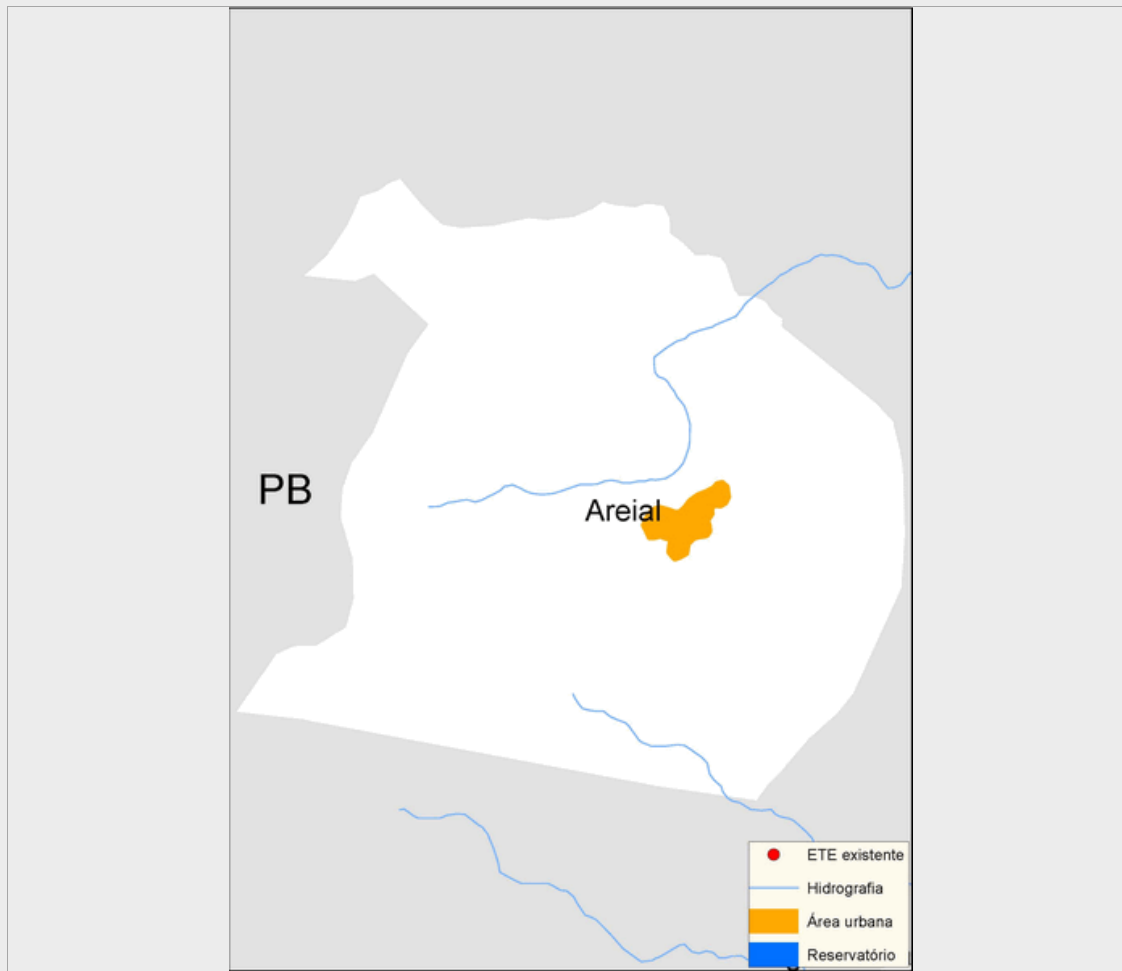 PB
Areial
ETE existente
Hidrografia
Área urbana
Reservatório